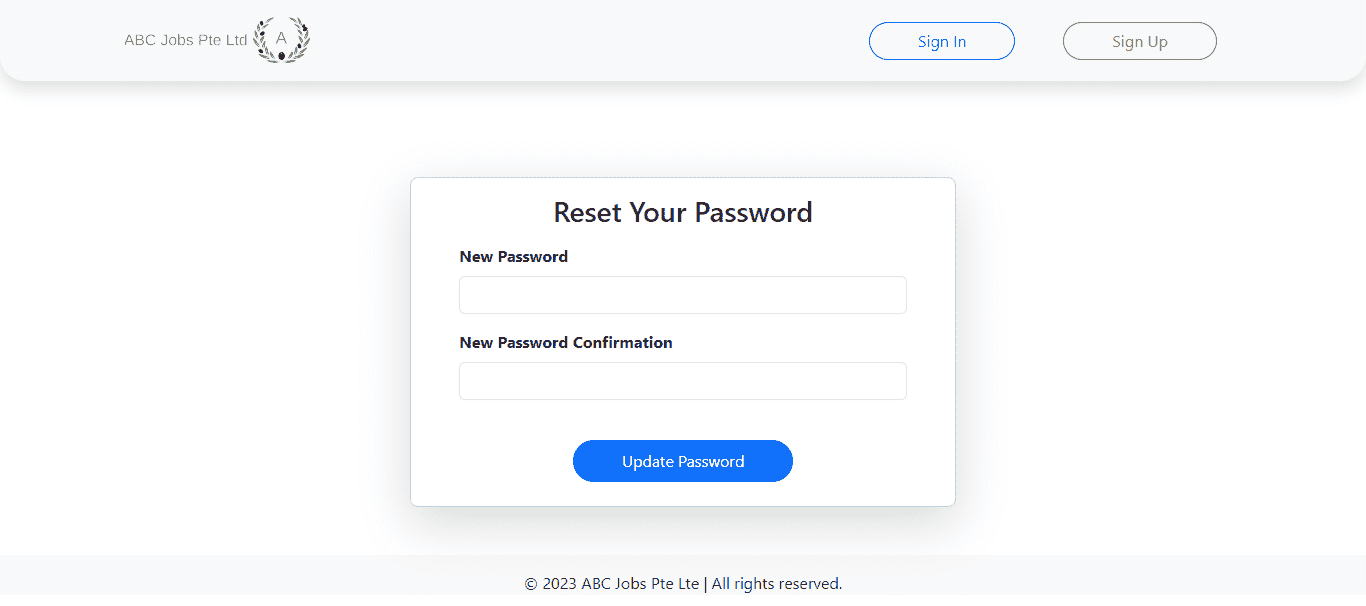 ABC Jobs Pte Ltd A Sign In Sign Up
Reset Your Password
New Password
New Password Confirmation
Update Password
© 2023 ABC Jobs Pte Lte | All rights reserved.